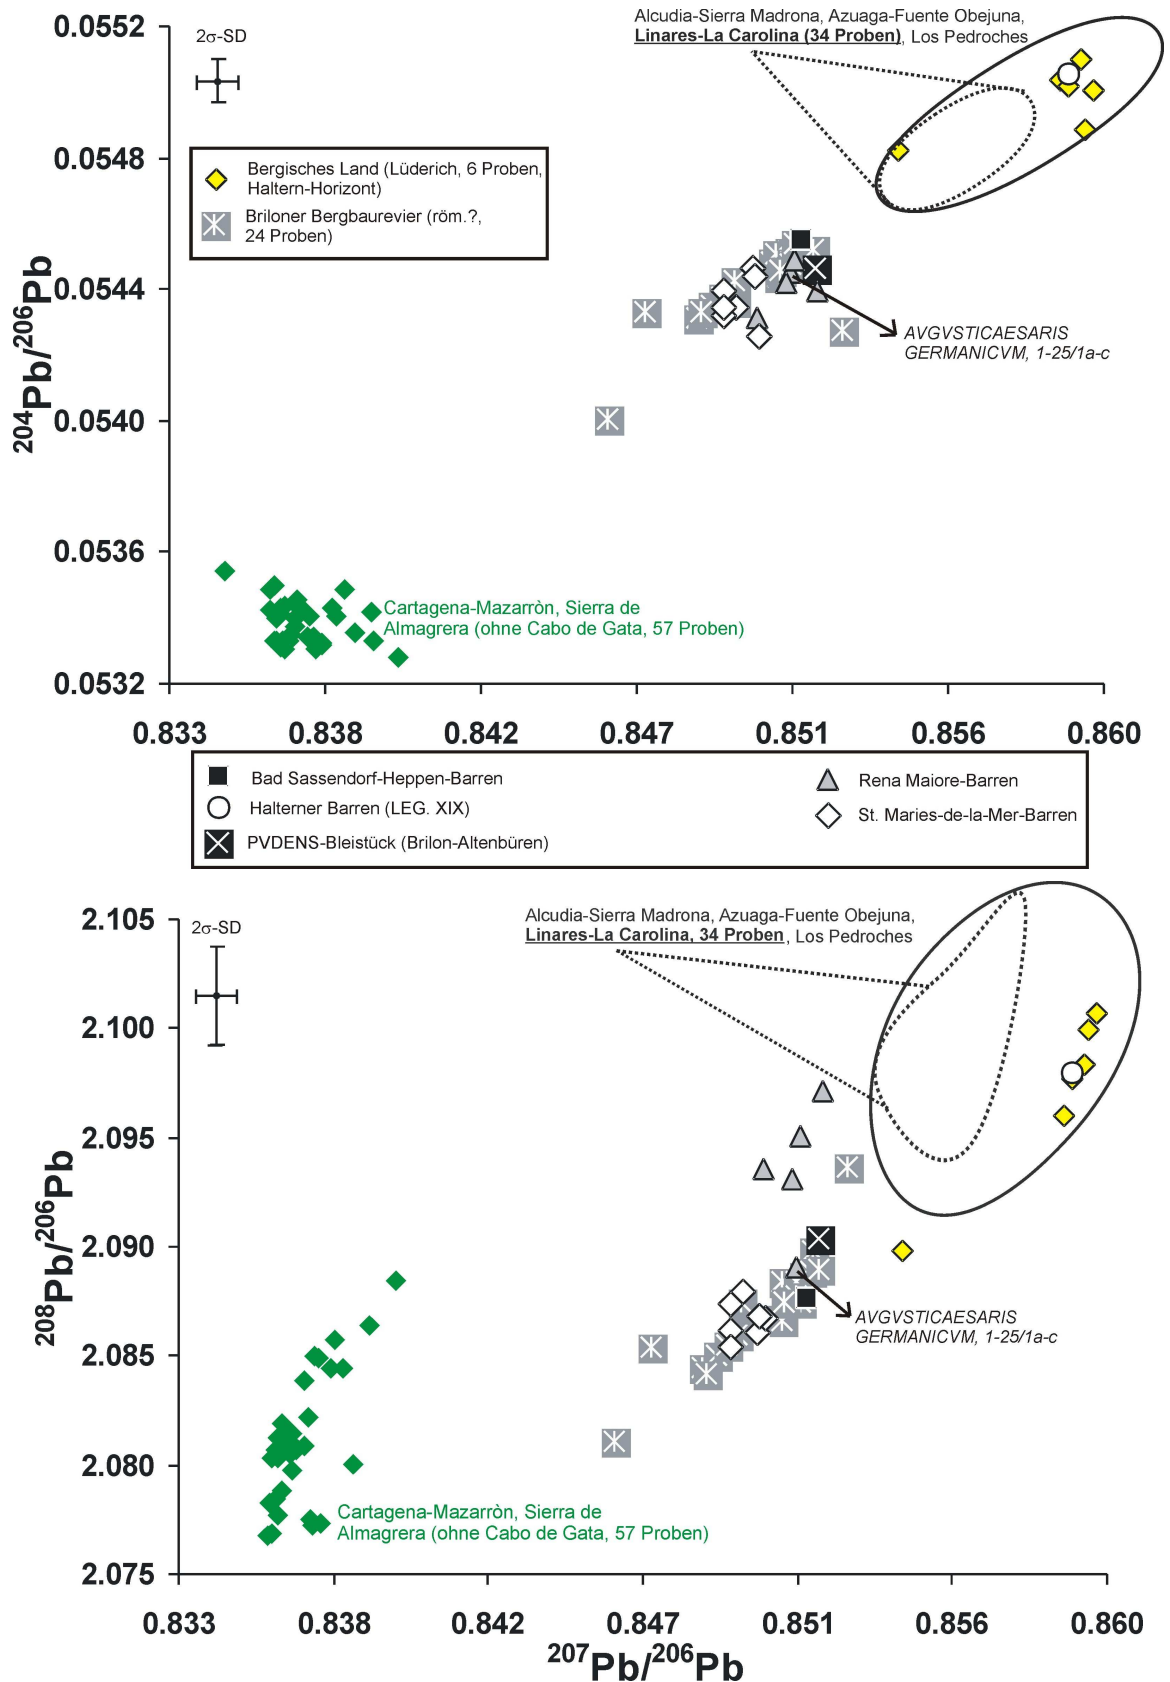 0.0552
2σ-SD
Alcudia-Sierra Madrona, Azuaga-Fuente Obejuna,
Linares-La Carolina (34 Proben), Los Pedroches
0.0548
Bergisches Land (Lüderich, 6 Proben,
Haltern-Horizont)
Briloner Bergbaurevier (röm.?,
24 Proben)
0.0544
AVGVSTICAESARIS
GERMANICVM, 1-25/1a-c
204Pb/206Pb
0.0540
0.0536
Cartagena-Mazarròn, Sierra de
Almagrera (ohne Cabo de Gata, 57 Proben)
0.0532
0.833 0.838 0.842 0.847 0.851 0.856 0.860
Bad Sassendorf-Heppen-Barren
Halterner Barren (LEG. XIX)
PVDENS-Bleistück (Brilon-Altenbüren)
Rena Maiore-Barren
St. Maries-de-la-Mer-Barren
2.105
2σ-SD
Alcudia-Sierra Madrona, Azuaga-Fuente Obejuna,
Linares-La Carolina, 34 Proben, Los Pedroches
2.100
2.095
208Pb/206Pb
2.090
AVGVSTICAESARIS
GERMANICVM, 1-25/1a-c
2.085
2.080
Cartagena-Mazarròn, Sierra de
Almagrera (ohne Cabo de Gata, 57 Proben)
2.075
0.833 0.838 0.842 0.847 0.851 0.856 0.860
207Pb/206Pb